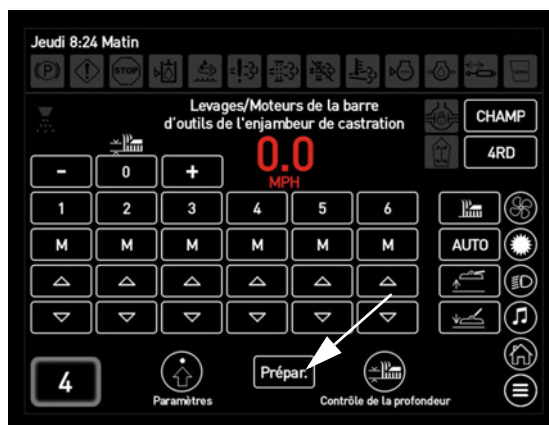 Jeudi 8:24 Matin
(P) STOP
Levages/Moteurs de la barre
d'outils de l'enjambeur de castration
CHAMP
0.0
MPH
4RD
- 0 +
1 2 3 4 5 6
M M M M M M AUTO
4 Prépar.
Paramètres Contrôle de la profondeur